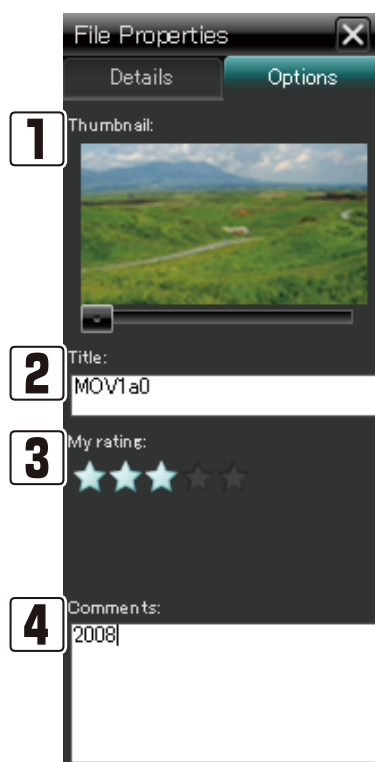 File Properties
Details Options
1 Thumbnail:
2 Title:
MOV1a0
3 My rating:
4 Comments:
2008